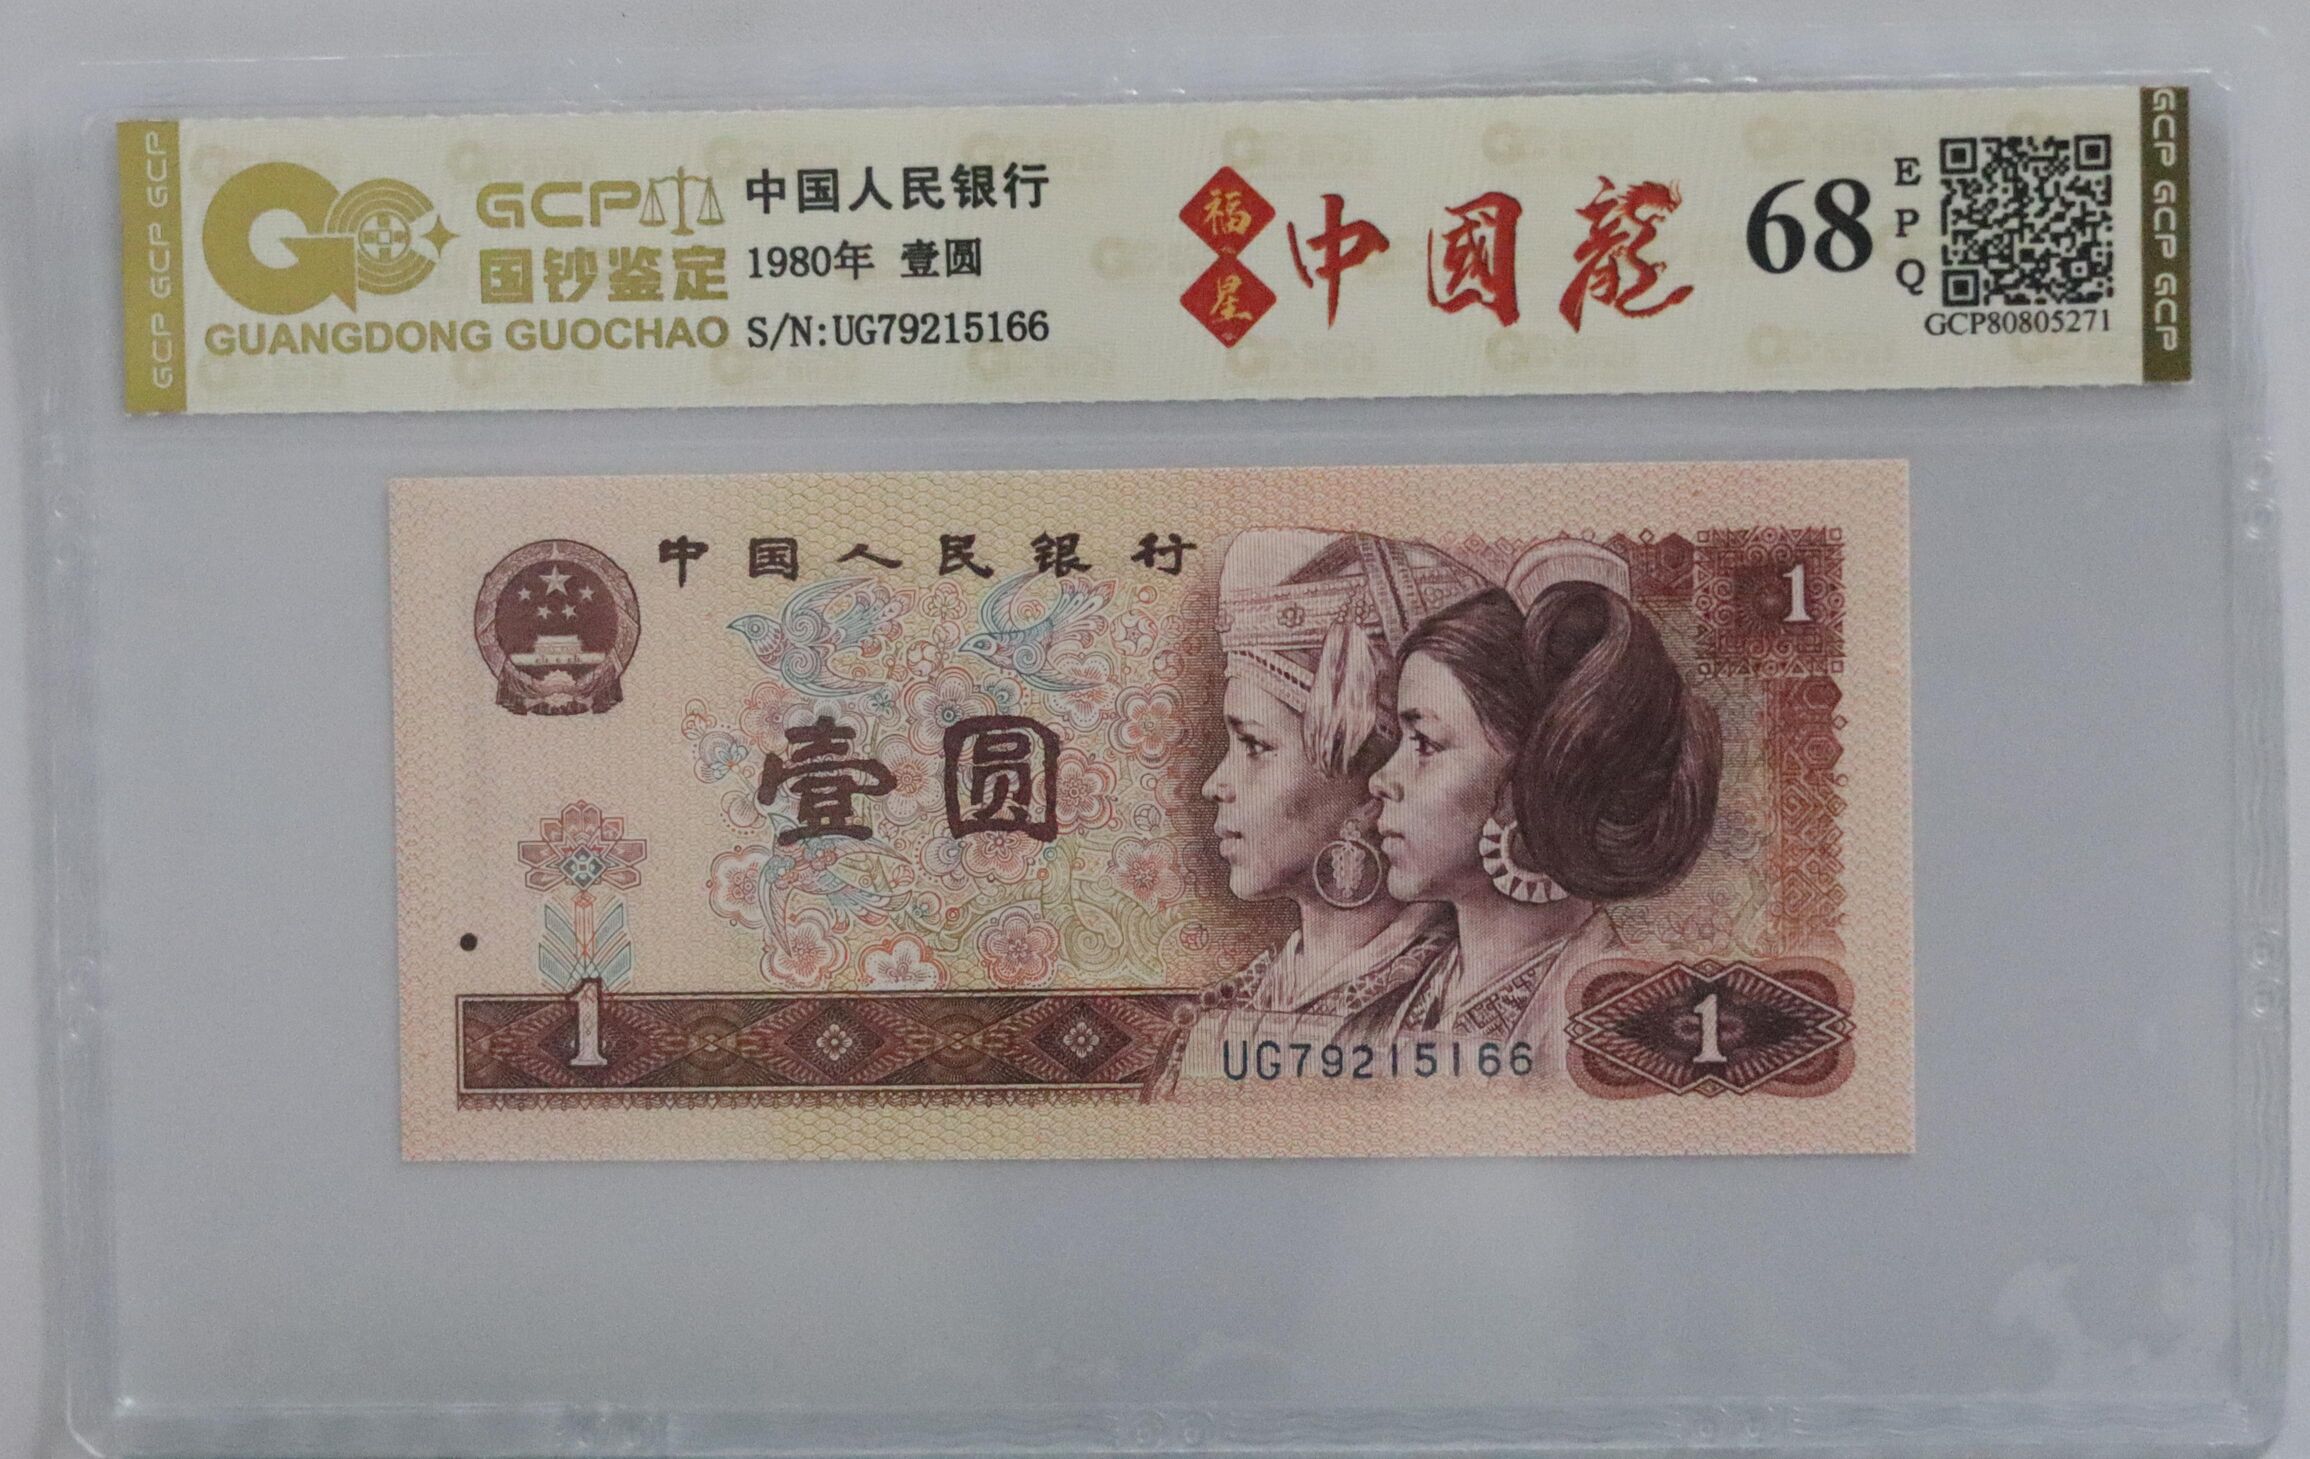 GCP GCP GCP
GCP
国钞鉴定
GUANGDONG GUOCHAO
中国人民银行
1980年 壹圆
S/N:UG79215166
福
星
中國龍
68
E
P
Q
GCP80805271
GCP GCP GCP
中国人民银行
1
壹圆
1
1
UG79215166